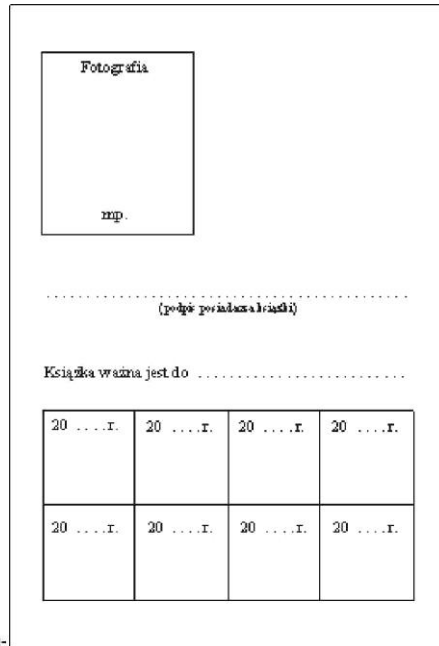 Fotografia
mp.
. . . . . . . . . . . . . . . . . . . . . . . . . . . . . . . . . . . . . . . . . . . . . .
(podpis posiadacza książki)
Książka ważna jest do . . . . . . . . . . . . . . . . . . . . . . . . . .
20 . . . .r. 20 . . . .r. 20 . . . .r. 20 . . . .r.
20 . . . .r. 20 . . . .r. 20 . . . .r. 20 . . . .r.